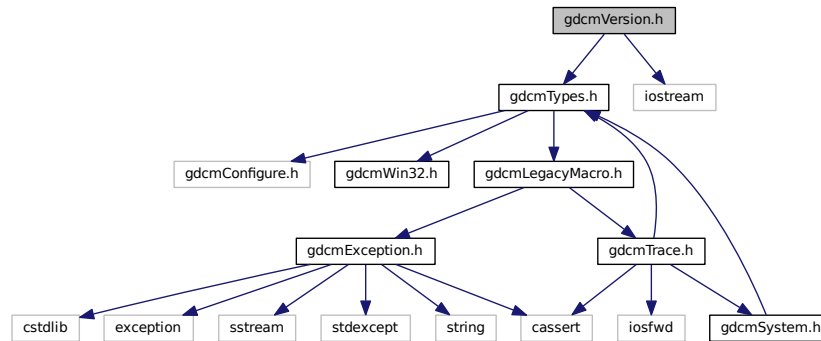 gdcmVersion.h
gdcmTypes.h
iostream
gdcmConfigure.h
gdcmWin32.h
gdcmLegacyMacro.h
gdcmException.h
gdcmTrace.h
cstdlib
exception
sstream
stdexcept
string
cassert
iosfwd
gdcmSystem.h